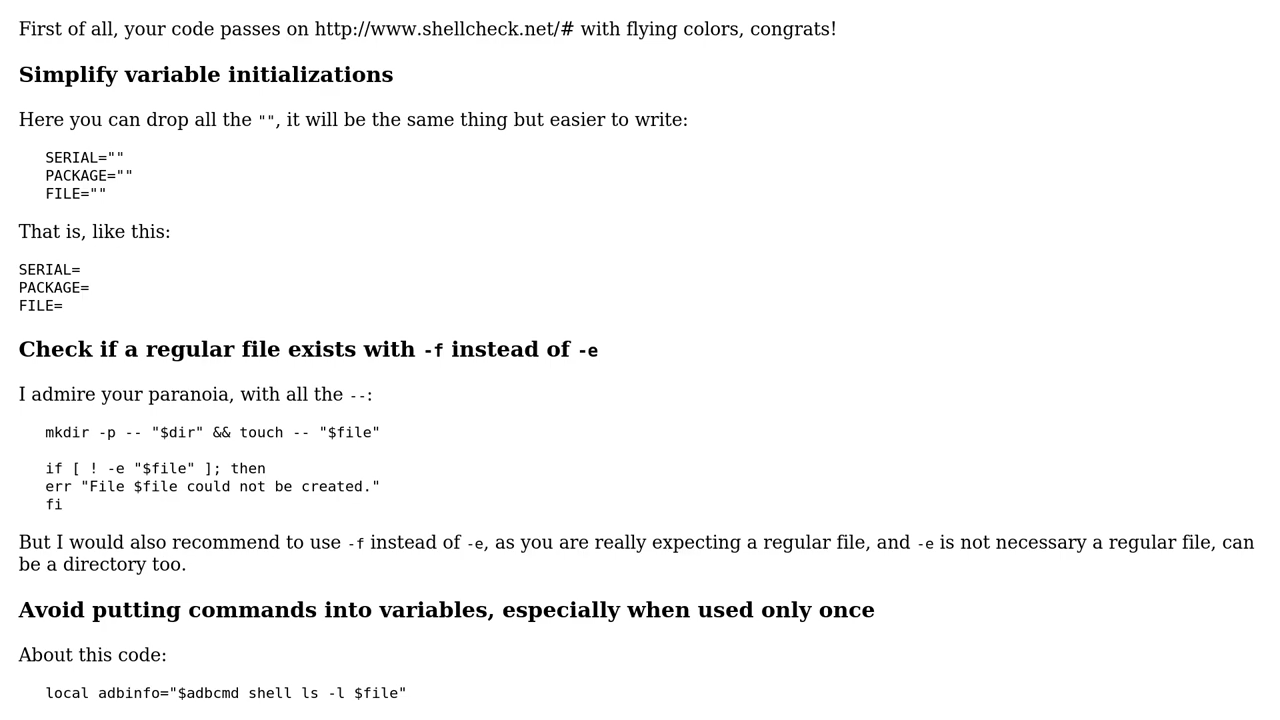 First of all, your code passes on http://www.shellcheck.net/# with flying colors, congrats!
Simplify variable initializations
Here you can drop all the "", it will be the same thing but easier to write:
SERIAL=""
PACKAGE=""
FILE=""
That is, like this:
SERIAL=
PACKAGE=
FILE=
Check if a regular file exists with -f instead of -e
I admire your paranoia, with all the --:
mkdir -p -- "$dir" && touch -- "$file"
if [ ! -e "$file" ]; then
err "File $file could not be created."
fi
But I would also recommend to use -f instead of -e, as you are really expecting a regular file, and -e is not necessary a regular file, can
be a directory too.
Avoid putting commands into variables, especially when used only once
About this code:
local adbinfo="$adbcmd shell ls -l $file"